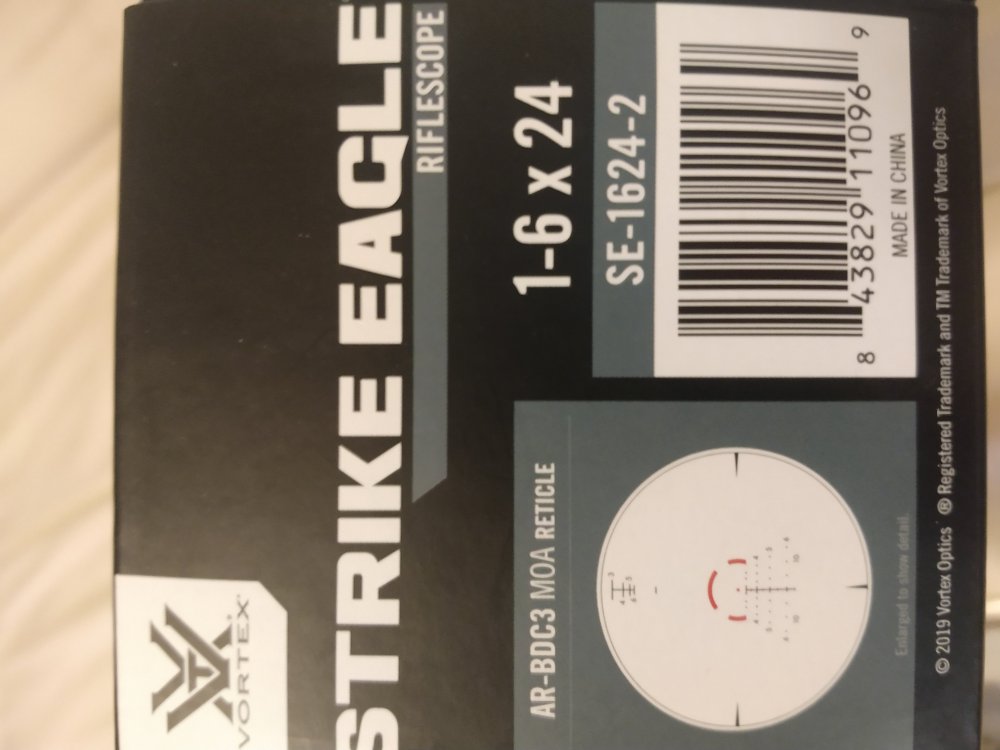 VORTEX®
STRIKE EAGLE
RIFLESCOPE
1-6 x 24
SE-1624-2
8 43829 11096 9
MADE IN CHINA
AR-BDC3 MOA RETICLE
Enlarged to show detail.
© 2019 Vortex Optics ® Registered Trademark and TM Trademark of Vortex Optics